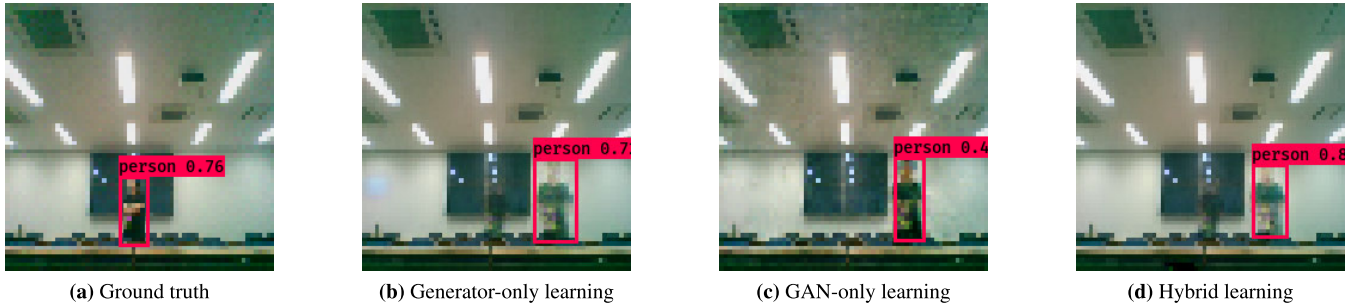 person 0.76
person 0.7
person 0.4
person 0.8
(a) Ground truth
(b) Generator-only learning
(c) GAN-only learning
(d) Hybrid learning